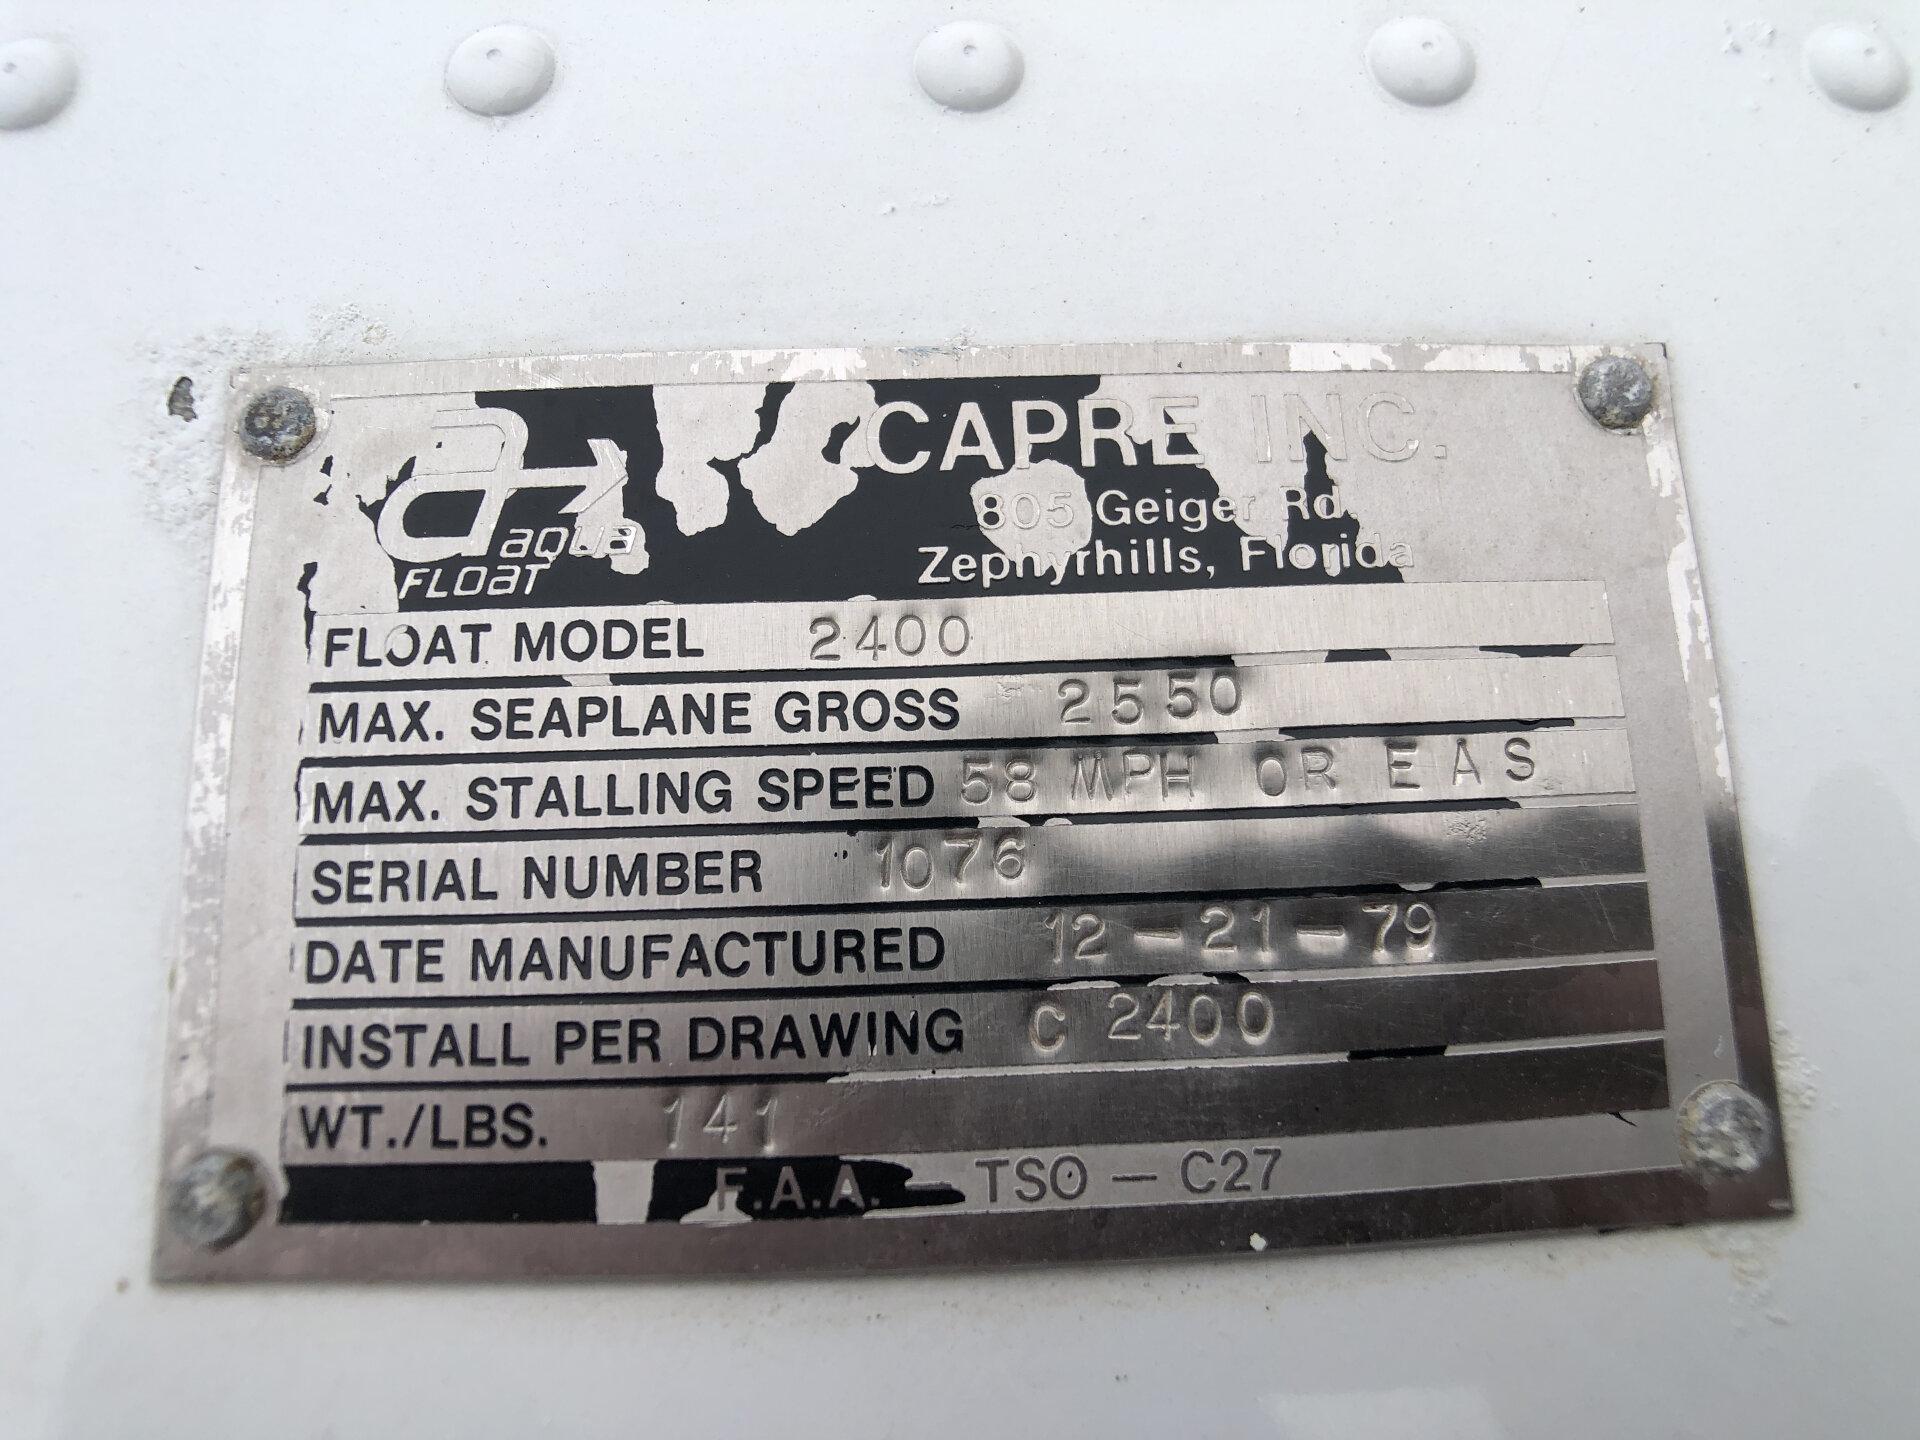 CAPRE INC.
805 Geiger Rd.
Zephyrhills, Florida
aqua
FLOAT
FLOAT MODEL 2400
MAX. SEAPLANE GROSS 2550
MAX. STALLING SPEED 58 MPH OR EAS
SERIAL NUMBER 1076
DATE MANUFACTURED 12-21-79
INSTALL PER DRAWING C 2400
WT./LBS. 141
F.A.A. - TSO - C27